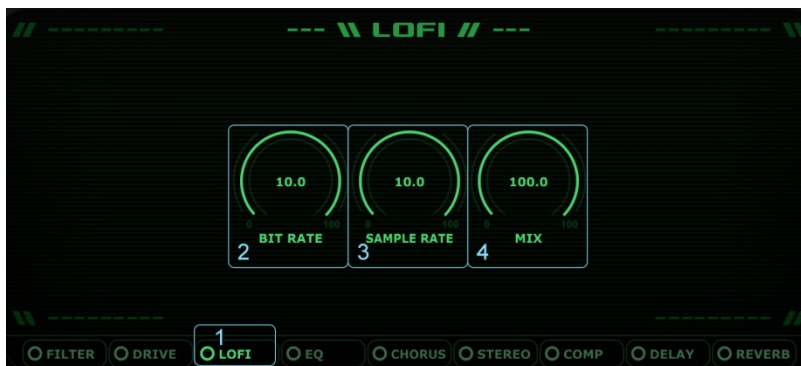 --- \\ LOFI // ---
10.0
10.0
100.0
0 100
0 100
0 100
BIT RATE
SAMPLE RATE
MIX
2
3
4
1
FILTER DRIVE LOFI EQ CHORUS STEREO COMP DELAY REVERB